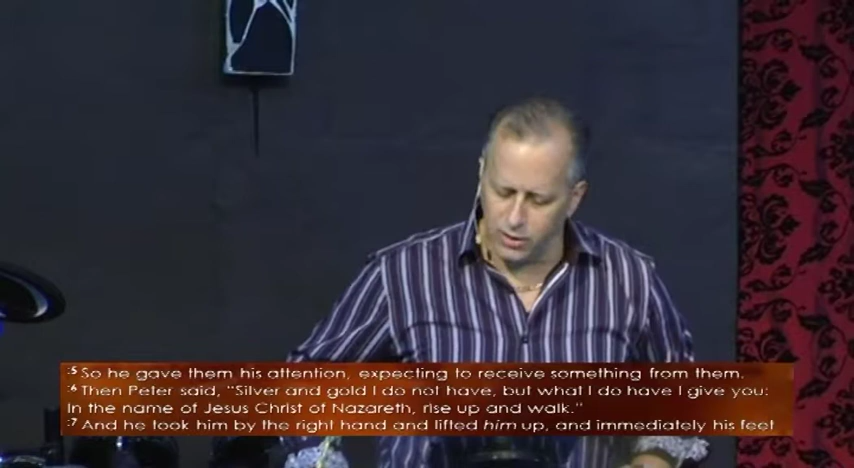 :5 So he gave them his attention, expecting to receive something from them.
:6 Then Peter said, "Silver and gold I do not have, but what I do have I give you:
In the name of Jesus Christ of Nazareth, rise up and walk."
:7 And he took him by the right hand and lifted him up, and immediately his feet